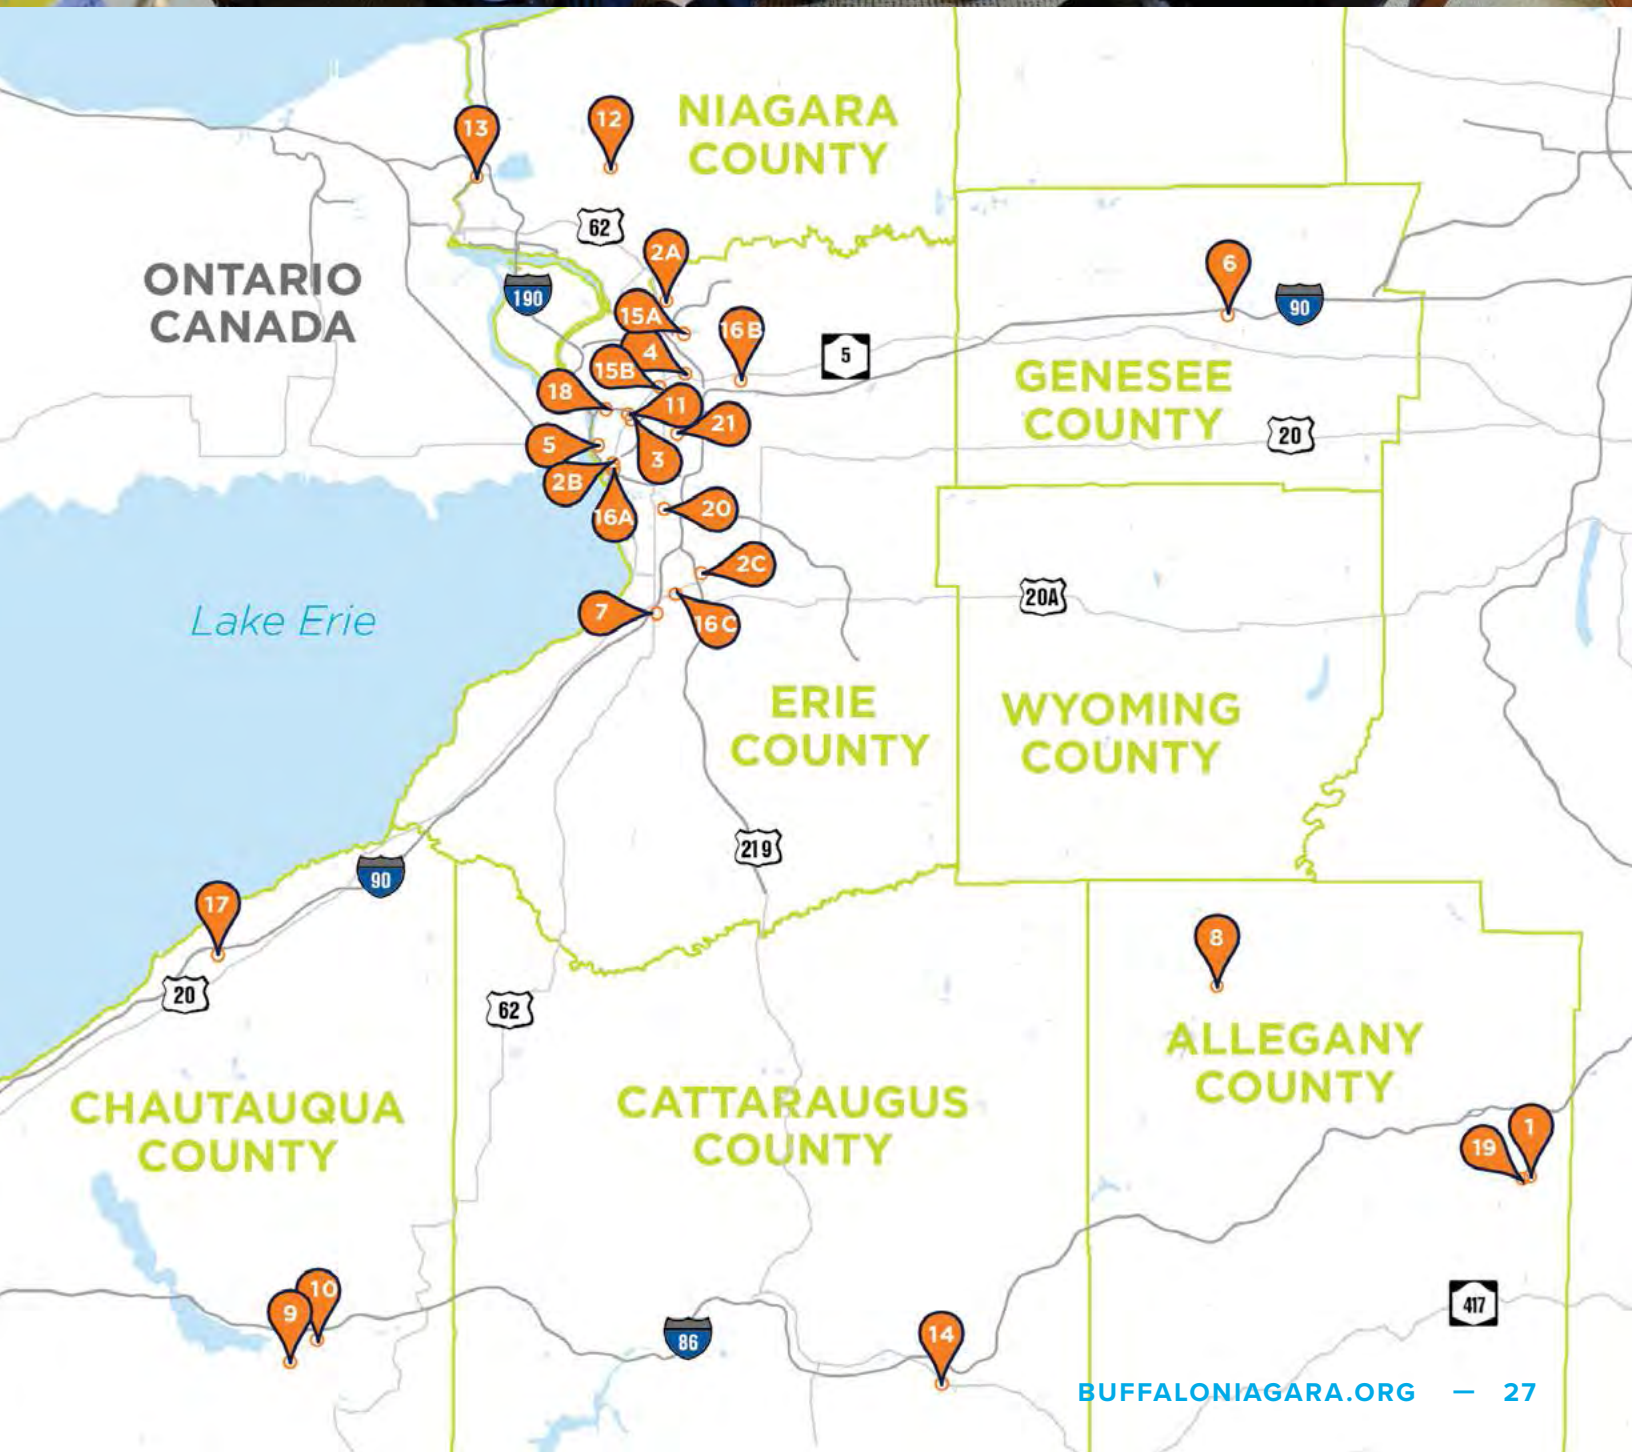 13
12
NIAGARA
COUNTY
62
2A
6
ONTARIO
CANADA
190
90
15A
16B
5
4
15B
GENESEE
COUNTY
18
11
21
20
5
3
2B
16A
20
2C
20A
Lake Erie
7
16C
ERIE
COUNTY
WYOMING
COUNTY
219
90
17
8
20
62
ALLEGANY
COUNTY
CHAUTAUQUA
COUNTY
CATTARAUGUS
COUNTY
1
19
10
9
417
14
86
BUFFALONIAGARA.ORG — 27